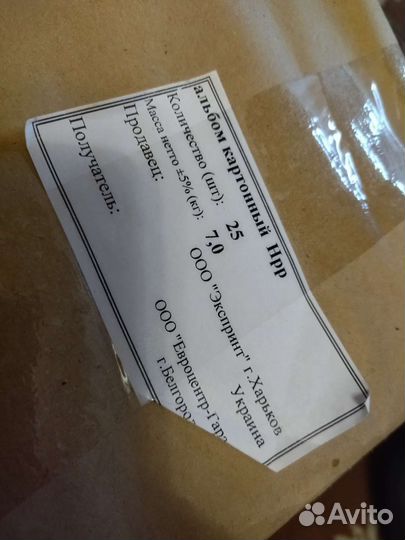 альбом картонный Нрр
Количество (шт): 25
Масса нетто ±5% (кг): 7,0
Продавец: ООО "Экспринт" г.Харьков
Украина
Получатель: ООО "Евроцентр-Гара
г.Белгоро
Avito